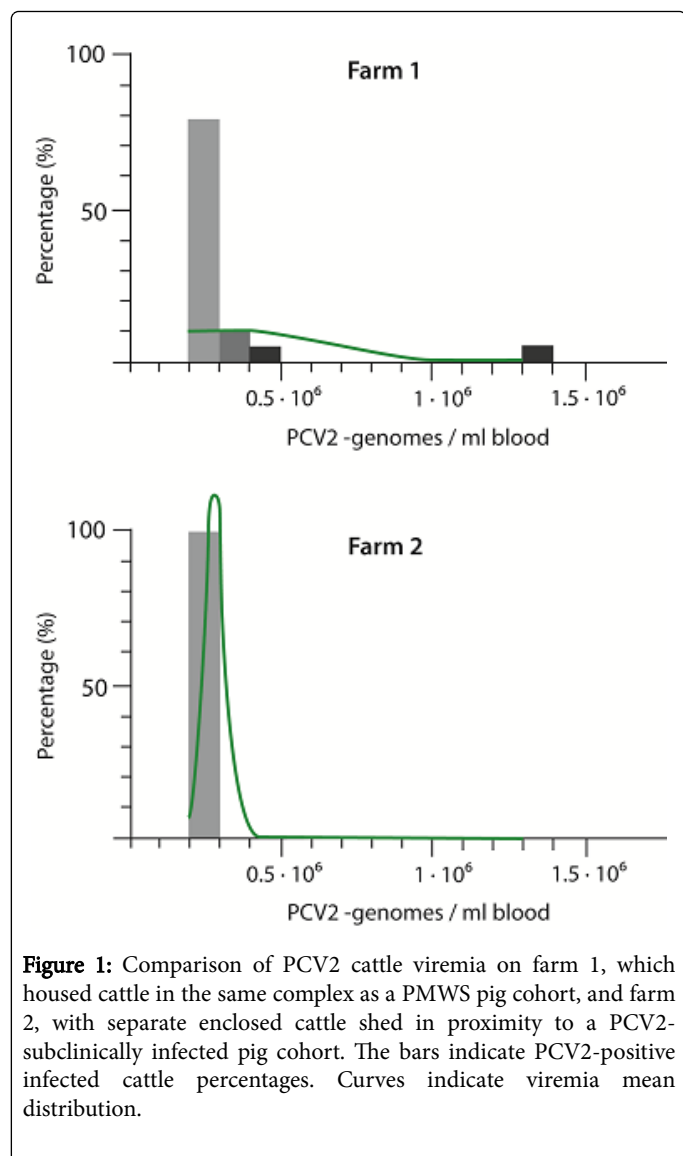 100
Farm 1
Percentage (%)
50
0.5 · 10⁶
1 · 10⁶
1.5 · 10⁶
PCV2 -genomes / ml blood
100
Farm 2
Percentage (%)
50
0.5 · 10⁶
1 · 10⁶
1.5 · 10⁶
PCV2 -genomes / ml blood
Figure 1: Comparison of PCV2 cattle viremia on farm 1, which
housed cattle in the same complex as a PMWS pig cohort, and farm
2, with separate enclosed cattle shed in proximity to a PCV2-
subclinically infected pig cohort. The bars indicate PCV2-positive
infected cattle percentages. Curves indicate viremia mean
distribution.